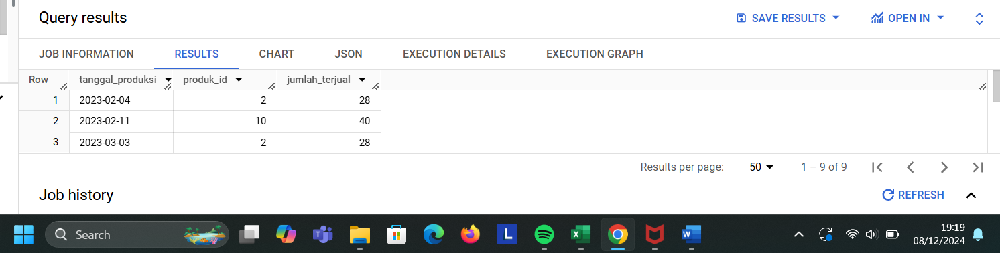 Query results
SAVE RESULTS
OPEN IN
JOB INFORMATION RESULTS CHART JSON EXECUTION DETAILS EXECUTION GRAPH
Row tanggal_produksi produk_id jumlah_terjual
1 2023-02-04 2 28
2 2023-02-11 10 40
3 2023-03-03 2 28
Results per page: 50 1 – 9 of 9
Job history
REFRESH
Search
T
L
X
W
19:19
08/12/2024